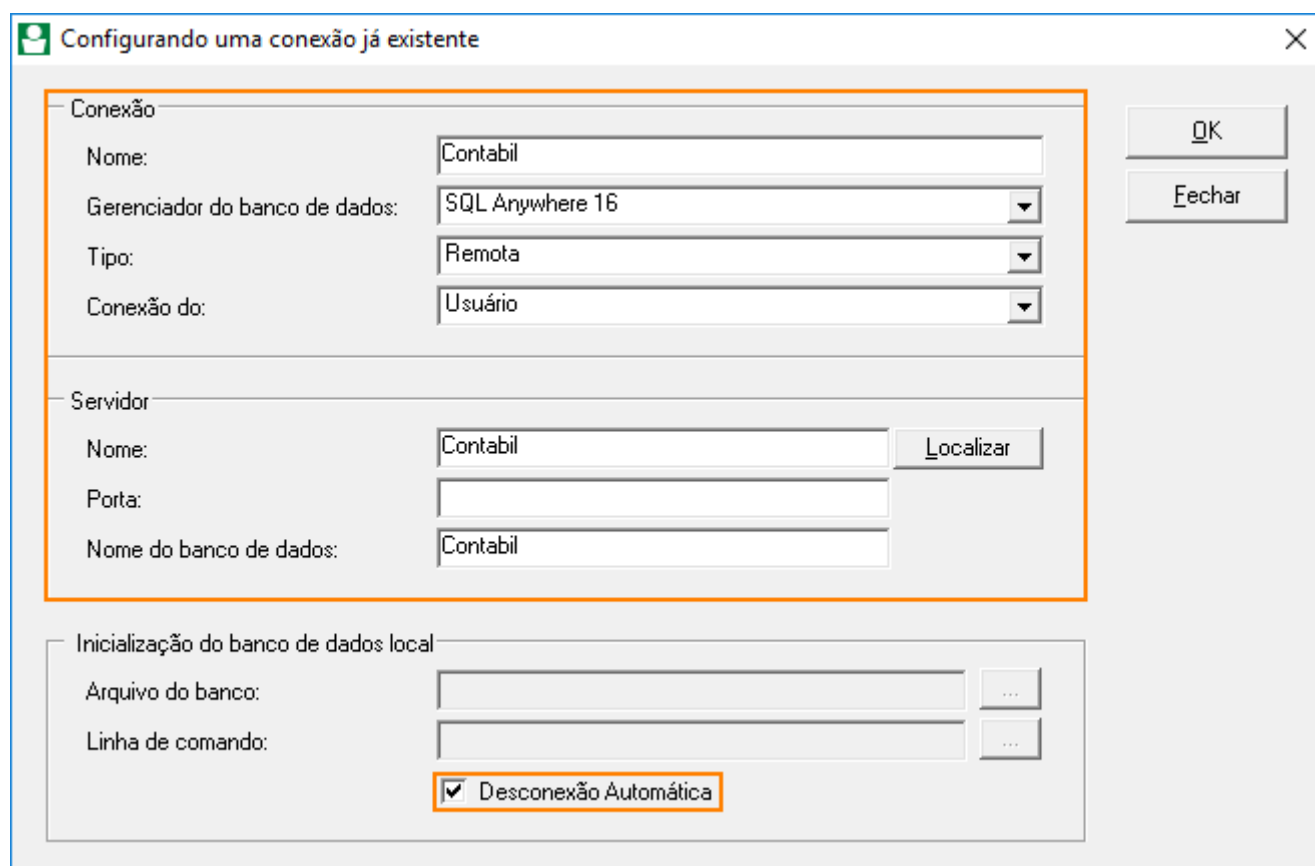 Configurando uma conexão já existente
Conexão
Nome: Contabil
Gerenciador do banco de dados: SQL Anywhere 16
Tipo: Remota
Conexão do: Usuário
OK
Fechar
Servidor
Nome: Contabil Localizar
Porta:
Nome do banco de dados: Contabil
Inicialização do banco de dados local
Arquivo do banco: ...
Linha de comando: ...
Desconexão Automática